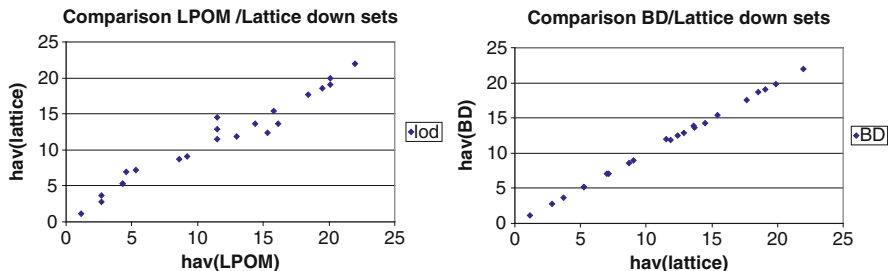 Comparison LPOM /Lattice down sets
25
20
15
10
5
0
0 5 10 15 20 25
hav(lattice)
hav(LPOM)
lod
Comparison BD/Lattice down sets
25
20
15
10
5
0
0 5 10 15 20 25
hav(BD)
hav(lattice)
BD